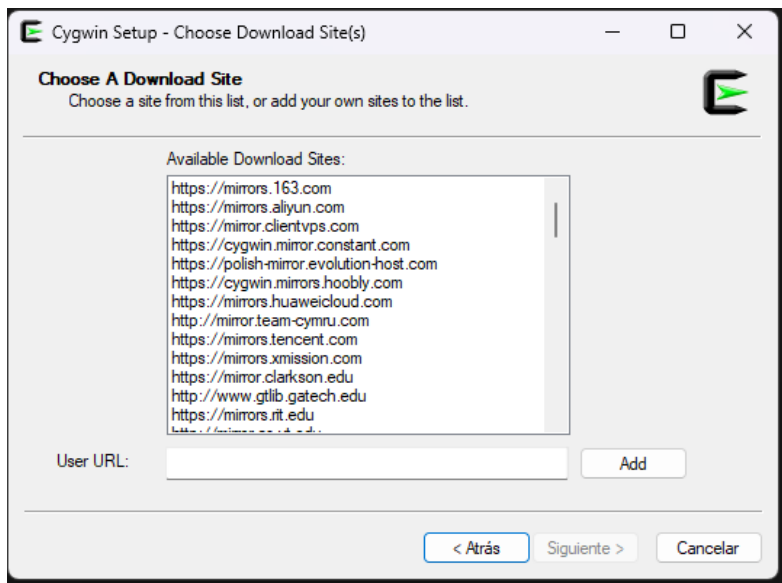 Cygwin Setup - Choose Download Site(s)
Choose A Download Site
Choose a site from this list, or add your own sites to the list.
Available Download Sites:
https://mirrors.163.com
https://mirrors.aliyun.com
https://mirror.clientvps.com
https://cygwin.mirror.constant.com
https://polish-mirror.evolution-host.com
https://cygwin.mirrors.hoobly.com
https://mirrors.huaweicloud.com
http://mirror.team-cymru.com
https://mirrors.tencent.com
https://mirrors.xmission.com
https://mirror.clarkson.edu
http://www.gtlib.gatech.edu
https://mirrors.rit.edu
User URL:
Add
< Atrás
Siguiente >
Cancelar